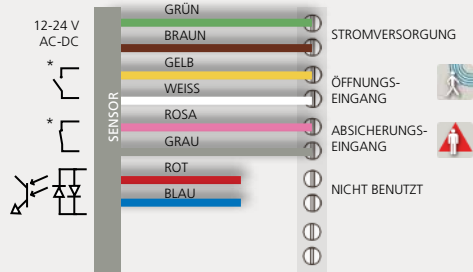 GRÜN
12-24 V
AC-DC
BRAUN
STROMVERSORGUNG
GELB
*
WEISS
ÖFFNUNGS-
EINGANG
SENSOR
ROSA
*
GRAU
ABSICHERUNGS-
EINGANG
ROT
BLAU
NICHT BENUTZT